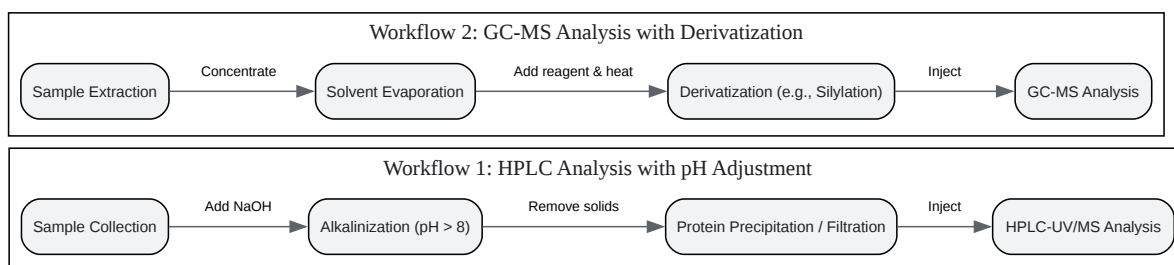 Workflow 2: GC-MS Analysis with Derivatization
Sample Extraction
Concentrate
Solvent Evaporation
Add reagent & heat
Derivatization (e.g., Silylation)
Inject
GC-MS Analysis
Workflow 1: HPLC Analysis with pH Adjustment
Sample Collection
Add NaOH
Alkalinization (pH > 8)
Remove solids
Protein Precipitation / Filtration
Inject
HPLC-UV/MS Analysis